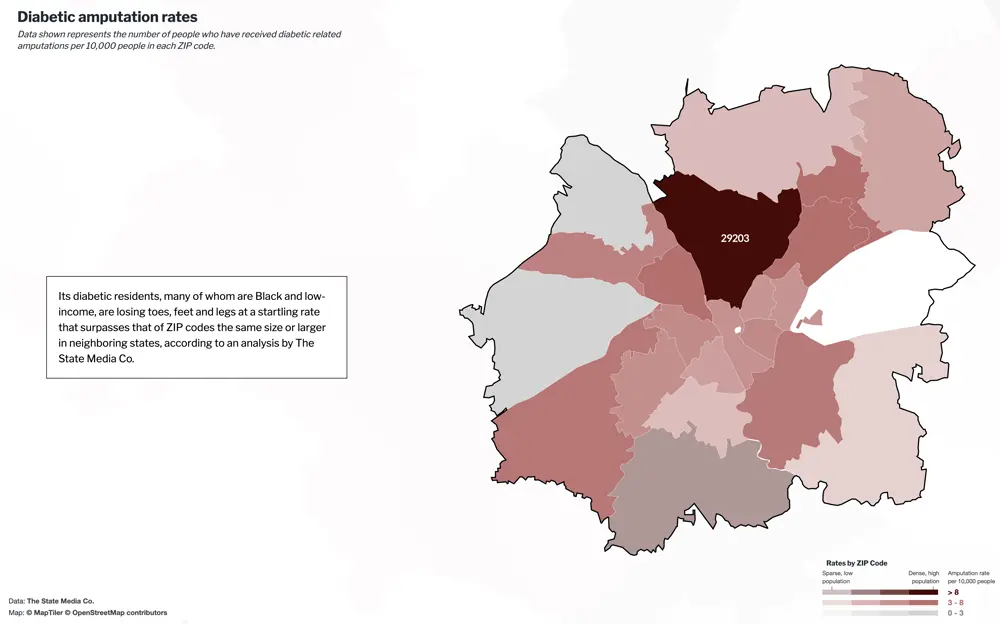 Diabetic amputation rates
Data shown represents the number of people who have received diabetic related
amputations per 10,000 people in each ZIP code.
29203
Its diabetic residents, many of whom are Black and low-
income, are losing toes, feet and legs at a startling rate
that surpasses that of ZIP codes the same size or larger
in neighboring states, according to an analysis by The
State Media Co.
Rates by ZIP Code
Sparse, low
population
Dense, high
population
Amputation rate
per 10,000 people
> 8
3 - 8
0 - 3
Data: The State Media Co.
Map: © MapTiler © OpenStreetMap contributors